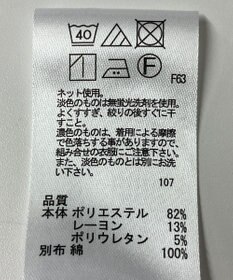 40
F
F63
ネット使用。
淡色のものは無蛍光洗剤を使用。
よくすすぎ、絞りの後すぐに干
すこと。
濃色のものは、着用による摩擦
で色落ちする事がありますので、
組み合せの衣料にご注意下さい。
また、淡色のものとは別にお洗
い下さい。
107
品質
本体 ポリエステル 82%
レーヨン 13%
ポリウレタン 5%
別布 綿 100%